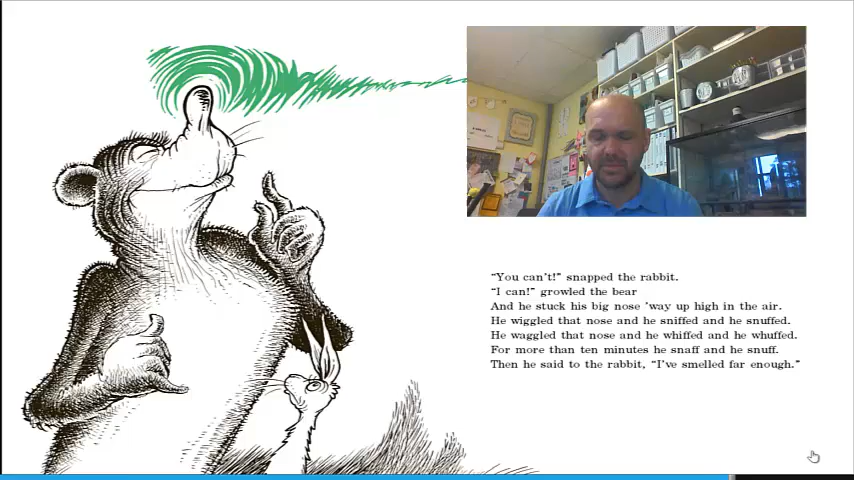 “You can’t!” snapped the rabbit.
“I can!” growled the bear
And he stuck his big nose ’way up high in the air.
He wiggled that nose and he sniffed and he snuffed.
He waggled that nose and he whiffed and he whuffed.
For more than ten minutes he snaff and he snuff.
Then he said to the rabbit, “I’ve smelled far enough.”